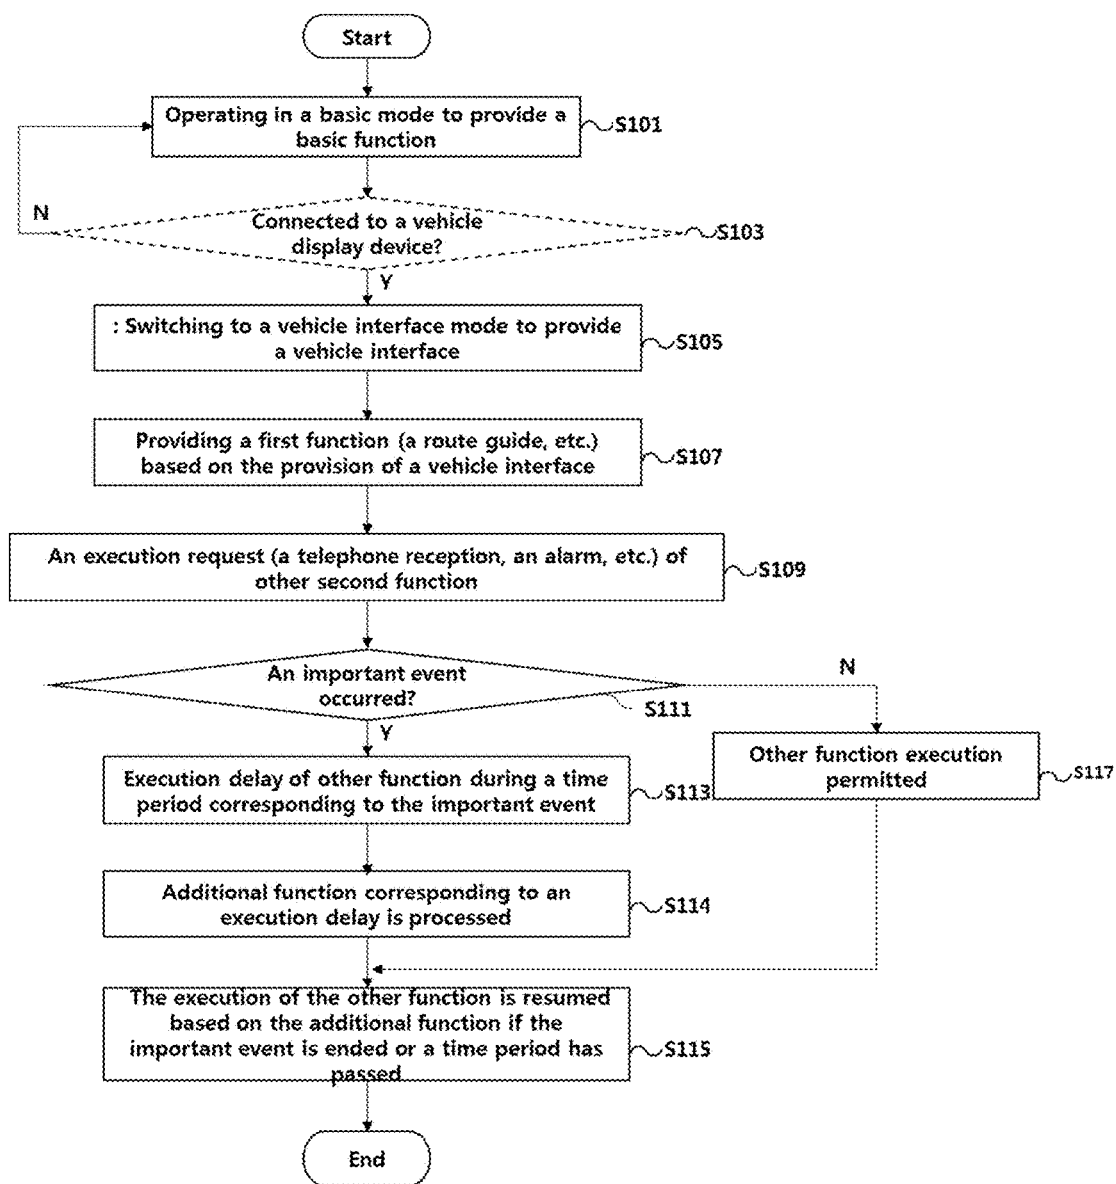 Start
Operating in a basic mode to provide a
basic function
S101
N
Connected to a vehicle
display device?
S103
Y
: Switching to a vehicle interface mode to provide
a vehicle interface
S105
Providing a first function (a route guide, etc.)
based on the provision of a vehicle interface
S107
An execution request (a telephone reception, an alarm, etc.) of
other second function
S109
An important event
occurred?
N
S111
Y
Other function execution
permitted
S117
Execution delay of other function during a time
period corresponding to the important event
S113
Additional function corresponding to an
execution delay is processed
S114
The execution of the other function is resumed
based on the additional function if the
important event is ended or a time period has
passed
S115
End